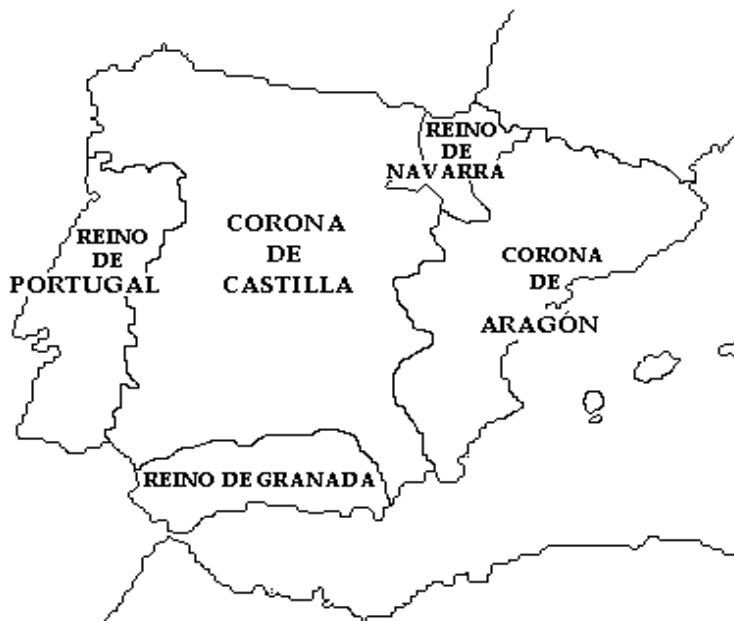 REINO
DE
NAVARRA
CORONA
DE
CASTILLA
REINO
DE
PORTUGAL
CORONA
DE
ARAGÓN
REINO DE GRANADA